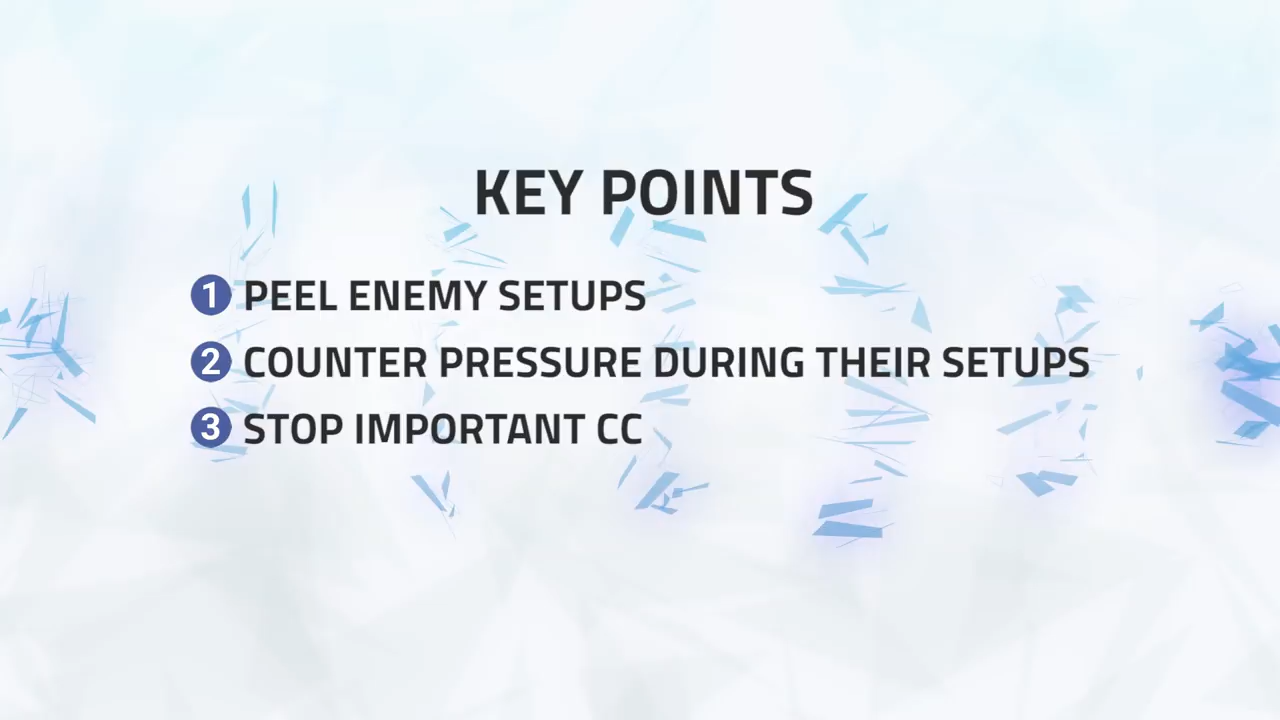 KEY POINTS
1 PEEL ENEMY SETUPS
2 COUNTER PRESSURE DURING THEIR SETUPS
3 STOP IMPORTANT CC